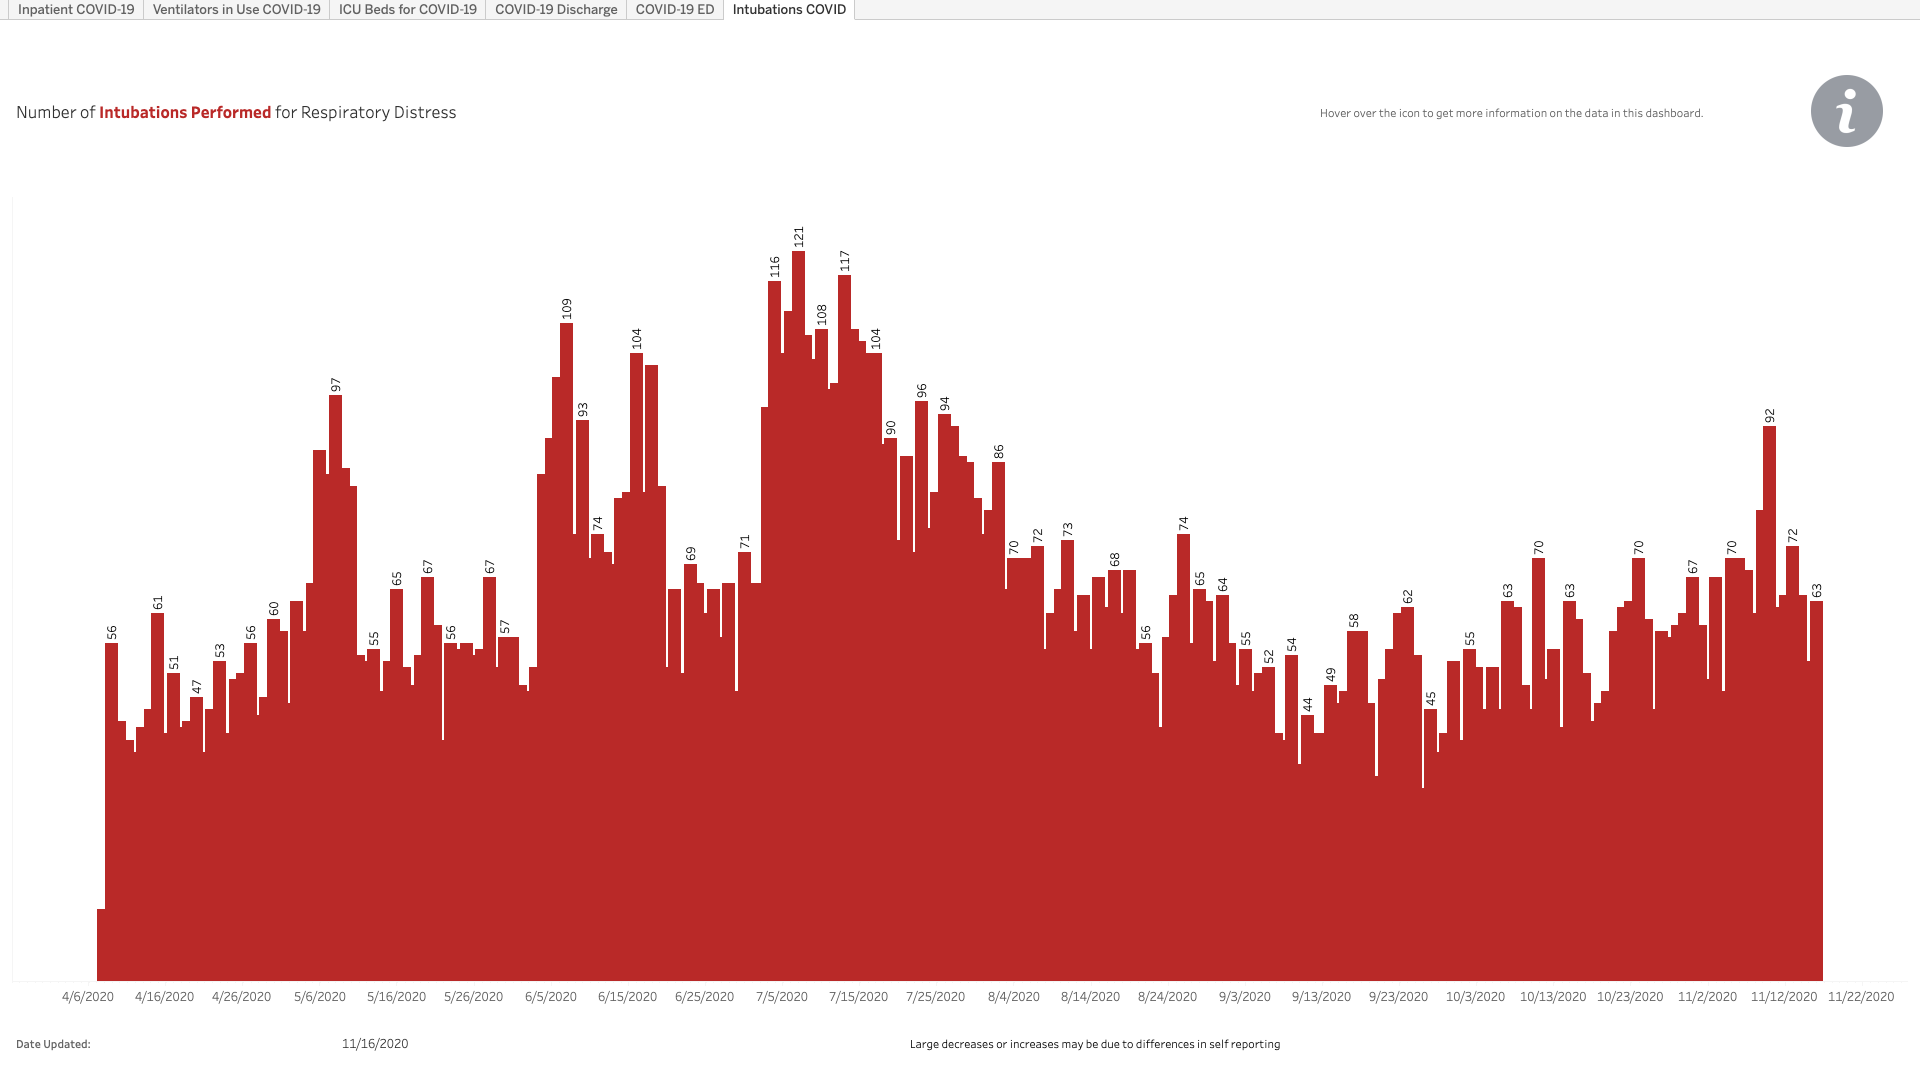 Inpatient COVID-19 Ventilators in Use COVID-19 ICU Beds for COVID-19 COVID-19 Discharge COVID-19 ED Intubations COVID
Number of Intubations Performed for Respiratory Distress
Hover over the icon to get more information on the data in this dashboard.
i
56 61 51 47 53 56 60 97 55 65 67 56 67 57 109 93 74 104 69 71 116 121 108 117 104 90 96 94 86 70 72 73 68 56 74 65 64 55 52 54 44 49 58 62 45 55 63 70 63 70 67 70 92 72 63
4/6/2020 4/16/2020 4/26/2020 5/6/2020 5/16/2020 5/26/2020 6/5/2020 6/15/2020 6/25/2020 7/5/2020 7/15/2020 7/25/2020 8/4/2020 8/14/2020 8/24/2020 9/3/2020 9/13/2020 9/23/2020 10/3/2020 10/13/2020 10/23/2020 11/2/2020 11/12/2020 11/22/2020
Date Updated: 11/16/2020
Large decreases or increases may be due to differences in self reporting